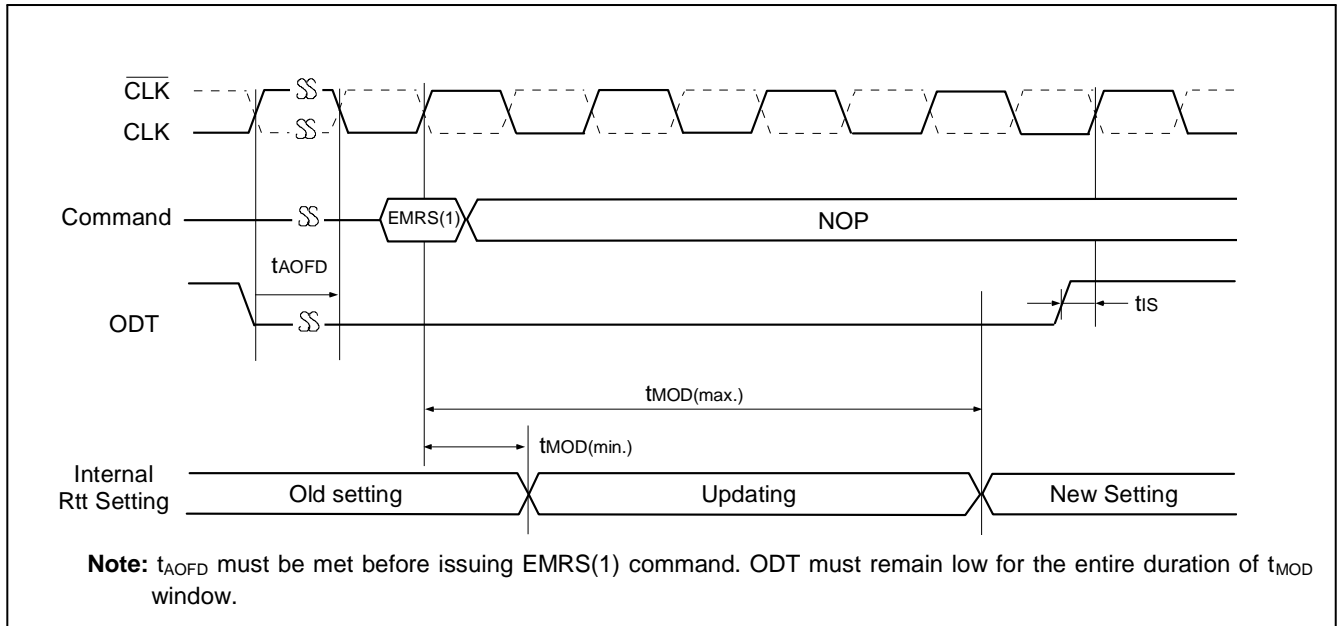 CLK
CLK
Command
EMRS(1)
NOP
tAOFD
ODT
tIS
tMOD(max.)
tMOD(min.)
Internal
Rtt Setting
Old setting
Updating
New Setting
Note: tAOFD must be met before issuing EMRS(1) command. ODT must remain low for the entire duration of tMOD
window.